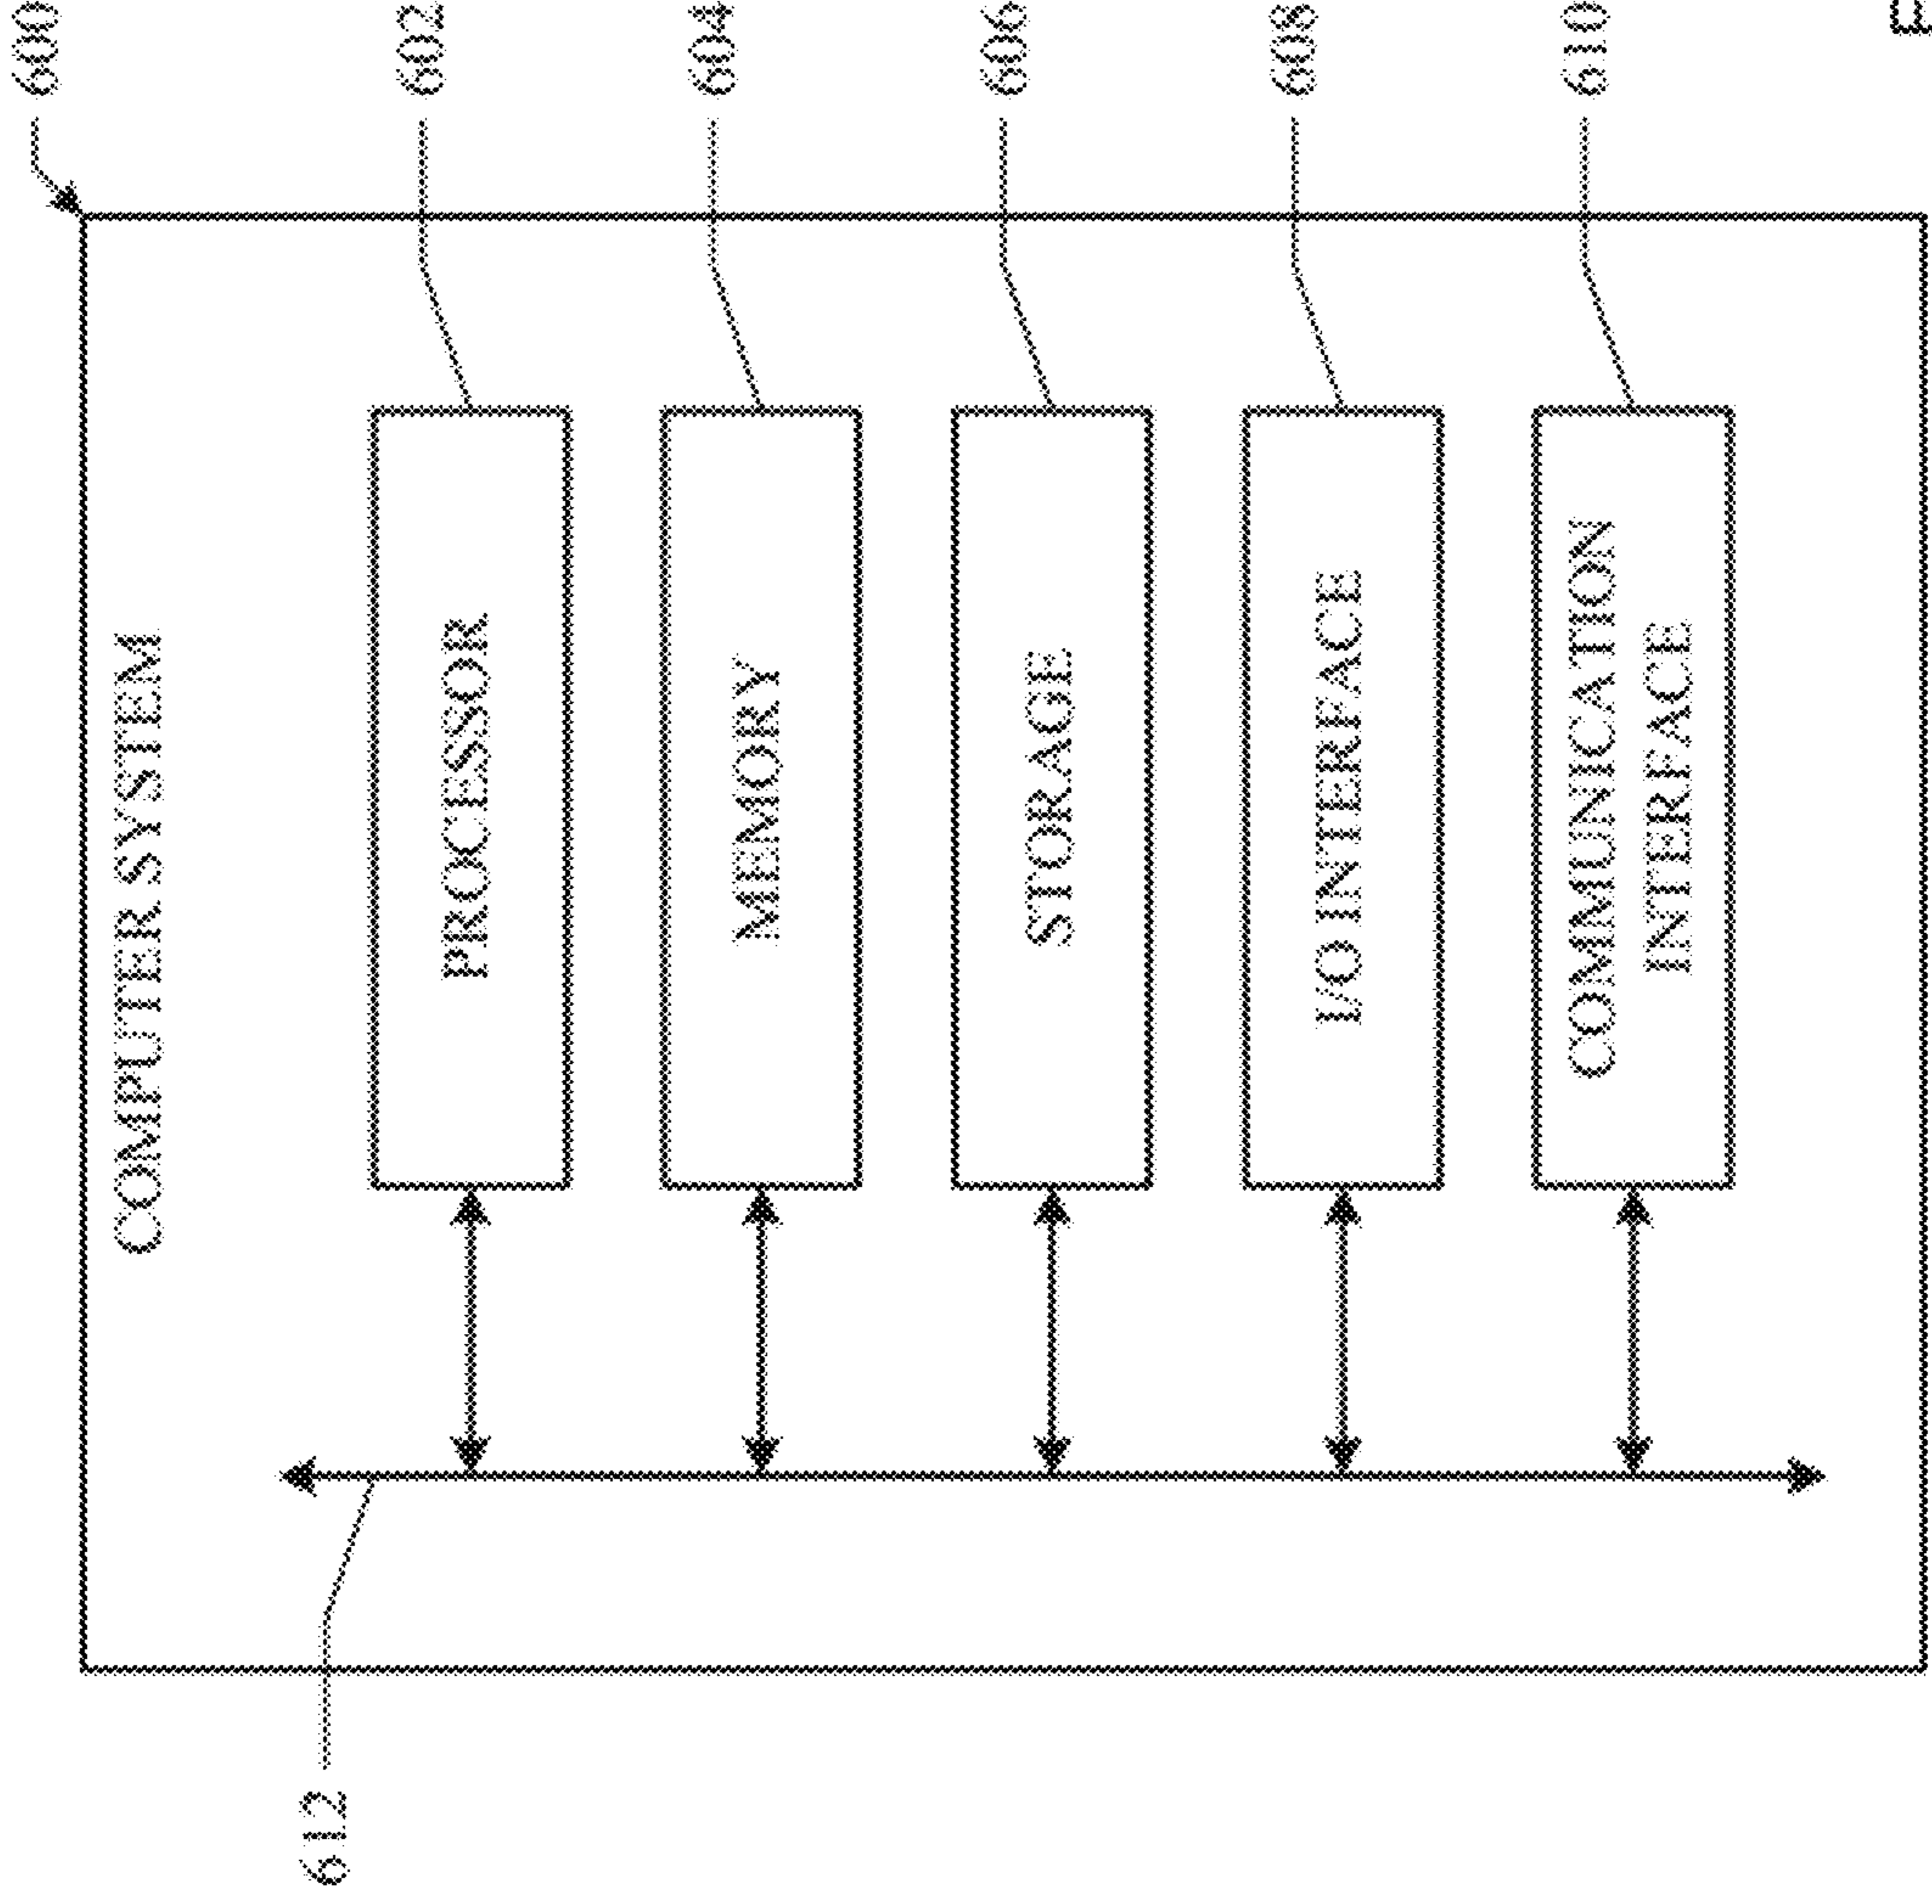 600
COMPUTER SYSTEM
PROCESSOR
602
MEMORY
604
STORAGE
606
I/O INTERFACE
608
COMMUNICATION
INTERFACE
610
612